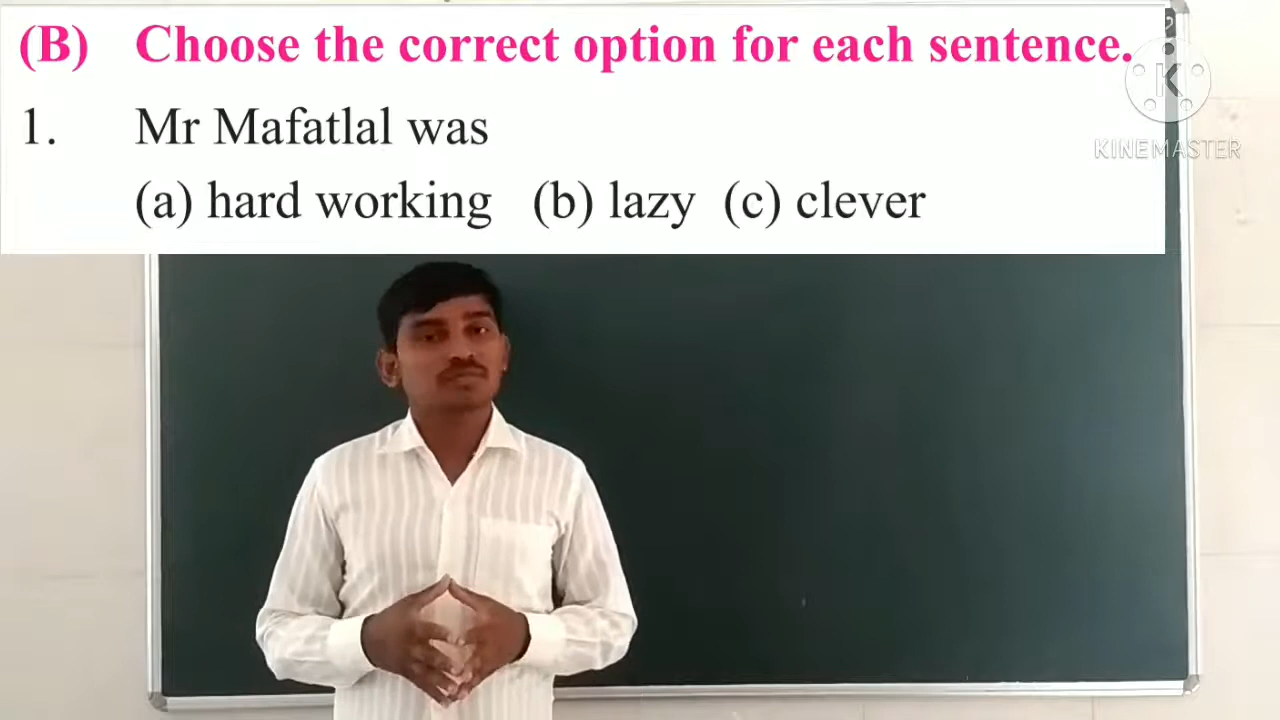 (B) Choose the correct option for each sentence.
1. Mr Mafatlal was
(a) hard working (b) lazy (c) clever
K
KINEMASTER